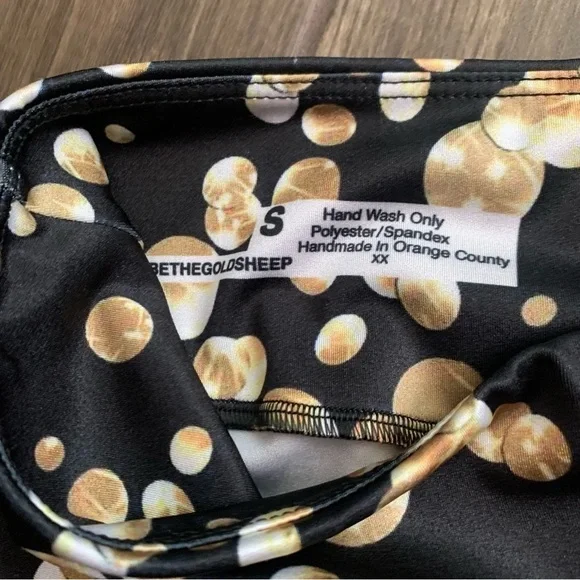 S
Hand Wash Only
Polyester/Spandex
Handmade In Orange County
XX
BETHEGOLDSHEEP